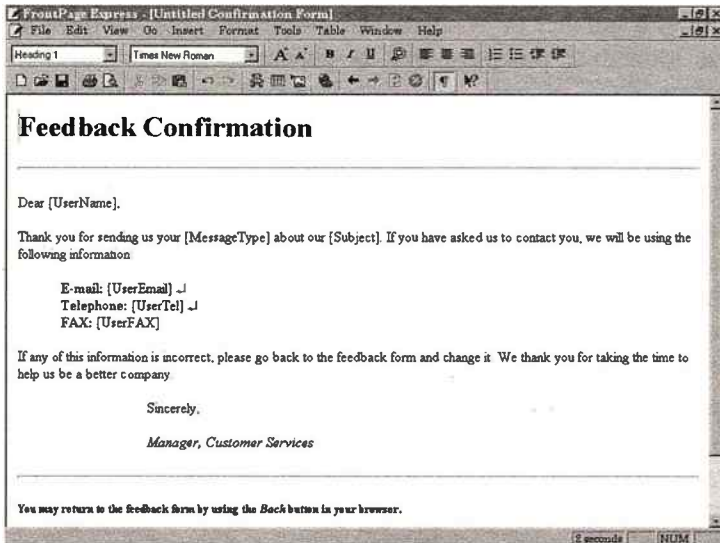 FrontPage Express - [Untitled Confirmation Form]
File Edit View Go Insert Format Tools Table Window Help
Heading 1 Times New Roman
Feedback Confirmation
Dear [UserName],
Thank you for sending us your [MessageType] about our [Subject]. If you have asked us to contact you, we will be using the
following information
E-mail: [UserEmail] ↵
Telephone: [UserTel] ↵
FAX: [UserFAX]
If any of this information is incorrect, please go back to the feedback form and change it. We thank you for taking the time to
help us be a better company.
Sincerely,
Manager, Customer Services
You may return to the feedback form by using the Back button in your browser.
2 seconds NUM